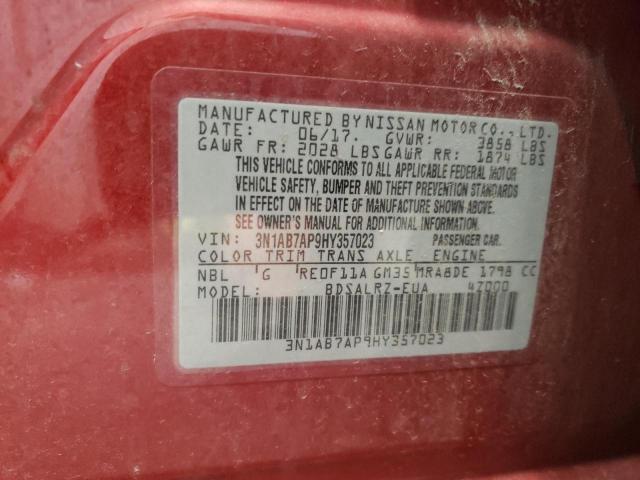 MANUFACTURED BY NISSAN MOTOR CO., LTD.
DATE: 06/17. GVWR: 3858 LBS
GAWR FR: 2028 LBS GAWR RR: 1874 LBS
THIS VEHICLE CONFORMS TO ALL APPLICABLE FEDERAL MOTOR
VEHICLE SAFETY, BUMPER AND THEFT PREVENTION STANDARDS
IN EFFECT ON THE DATE OF MANUFACTURE SHOWN ABOVE.
SEE OWNER'S MANUAL FOR ADDITIONAL INFORMATION.
VIN: 3N1AB7AP9HY357023 PASSENGER CAR.
COLOR TRIM TRANS AXLE ENGINE
NBL G RE0F11A GM35 MRA8DE 1798 CC
MODEL: BDSALRZ-EUA 4Z000
3N1AB7AP9HY357023